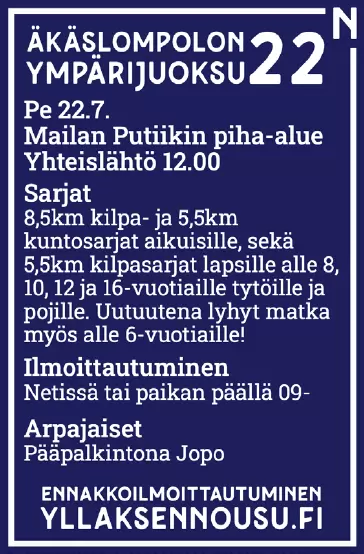 N
ÄKÄSLOMPOLON
YMPÄRIJUOKSU 22
Pe 22.7.
Mailan Putiikin piha-alue
Yhteislähtö 12.00
Sarjat
8,5km kilpa- ja 5,5km
kuntosarjat aikuisille, sekä
5,5km kilpasarjat lapsille alle 8,
10, 12 ja 16-vuotiaille tytöille ja
pojille. Uutuutena lyhyt matka
myös alle 6-vuotiaille!
Ilmoittautuminen
Netissä tai paikan päällä 09-
Arpajaiset
Pääpalkintona Jopo
ENNAKKOILMOITTAUTUMINEN
YLLAKSENNOUSU.FI